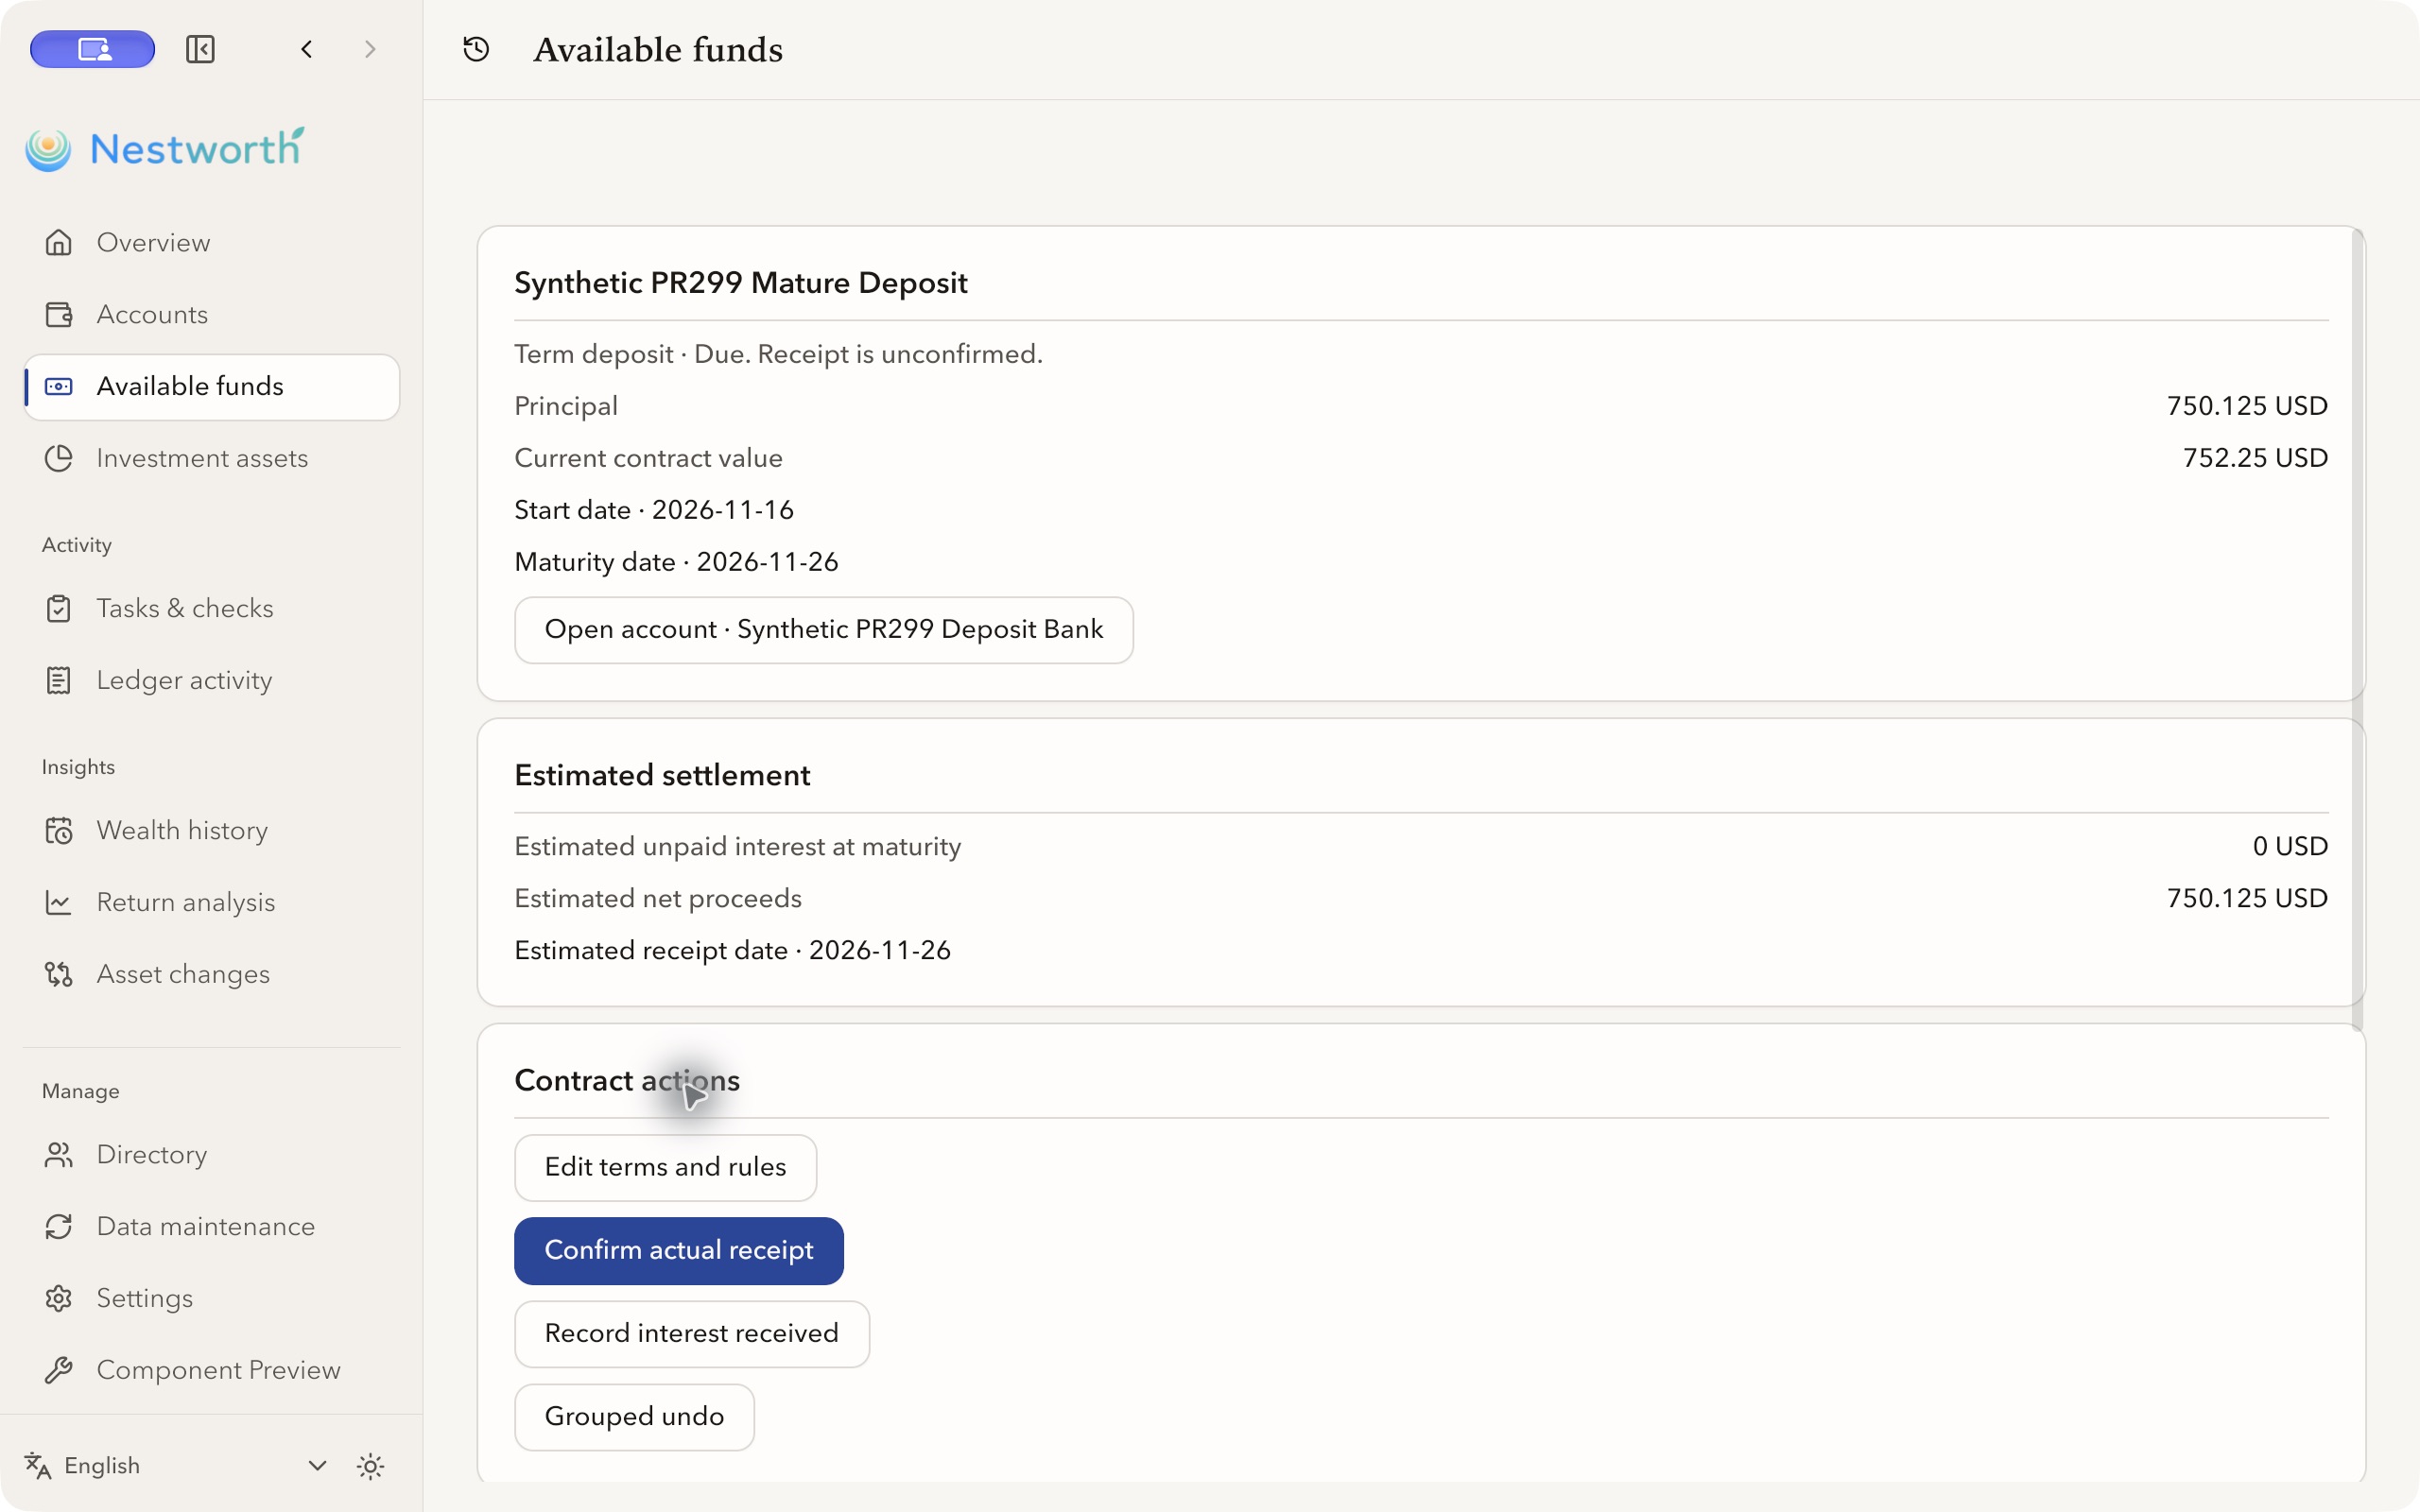 Available funds
Nestworth
Overview
Accounts
Available funds
Investment assets
Activity
Tasks & checks
Ledger activity
Insights
Wealth history
Return analysis
Asset changes
Manage
Directory
Data maintenance
Settings
Component Preview
English
Synthetic PR299 Mature Deposit
Term deposit · Due. Receipt is unconfirmed.
Principal 750.125 USD
Current contract value 752.25 USD
Start date · 2026-11-16
Maturity date · 2026-11-26
Open account · Synthetic PR299 Deposit Bank
Estimated settlement
Estimated unpaid interest at maturity 0 USD
Estimated net proceeds 750.125 USD
Estimated receipt date · 2026-11-26
Contract actions
Edit terms and rules
Confirm actual receipt
Record interest received
Grouped undo